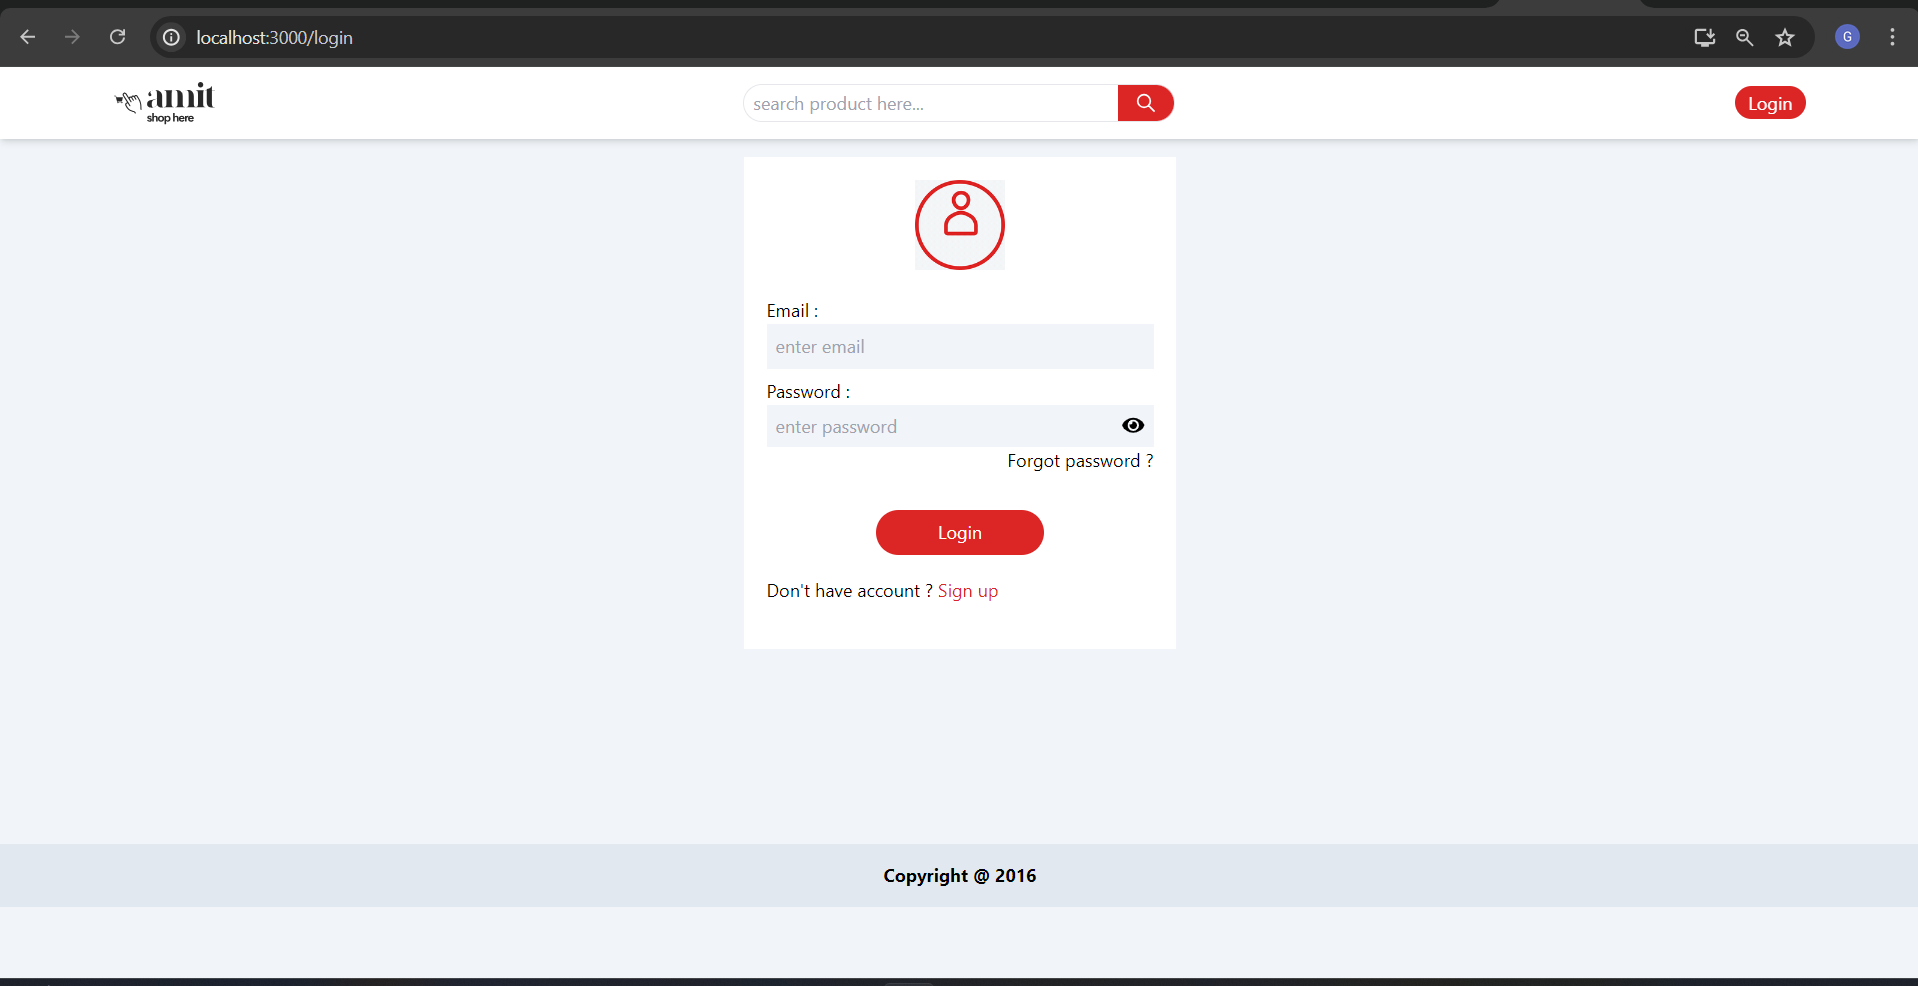 localhost:3000/login
G
amit
shop here
search product here...
Login
Email :
enter email
Password :
enter password
Forgot password ?
Login
Don't have account ? Sign up
Copyright @ 2016